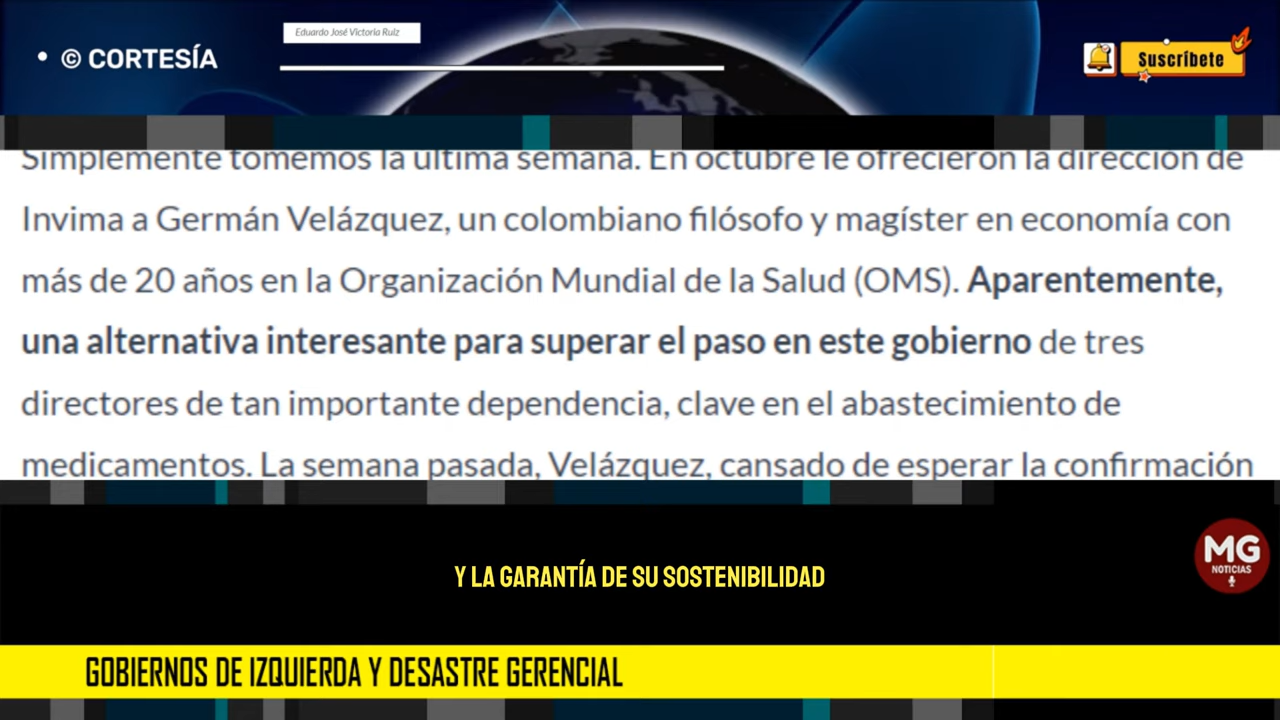 Eduardo José Victoria Ruiz
• © CORTESÍA
Suscríbete
Simplemente tomemos la última semana. En octubre le ofrecieron la dirección de
Invima a Germán Velázquez, un colombiano filósofo y magíster en economía con
más de 20 años en la Organización Mundial de la Salud (OMS). Aparentemente,
una alternativa interesante para superar el paso en este gobierno de tres
directores de tan importante dependencia, clave en el abastecimiento de
medicamentos. La semana pasada, Velázquez, cansado de esperar la confirmación
Y LA GARANTÍA DE SU SOSTENIBILIDAD
MG
NOTICIAS
GOBIERNOS DE IZQUIERDA Y DESASTRE GERENCIAL